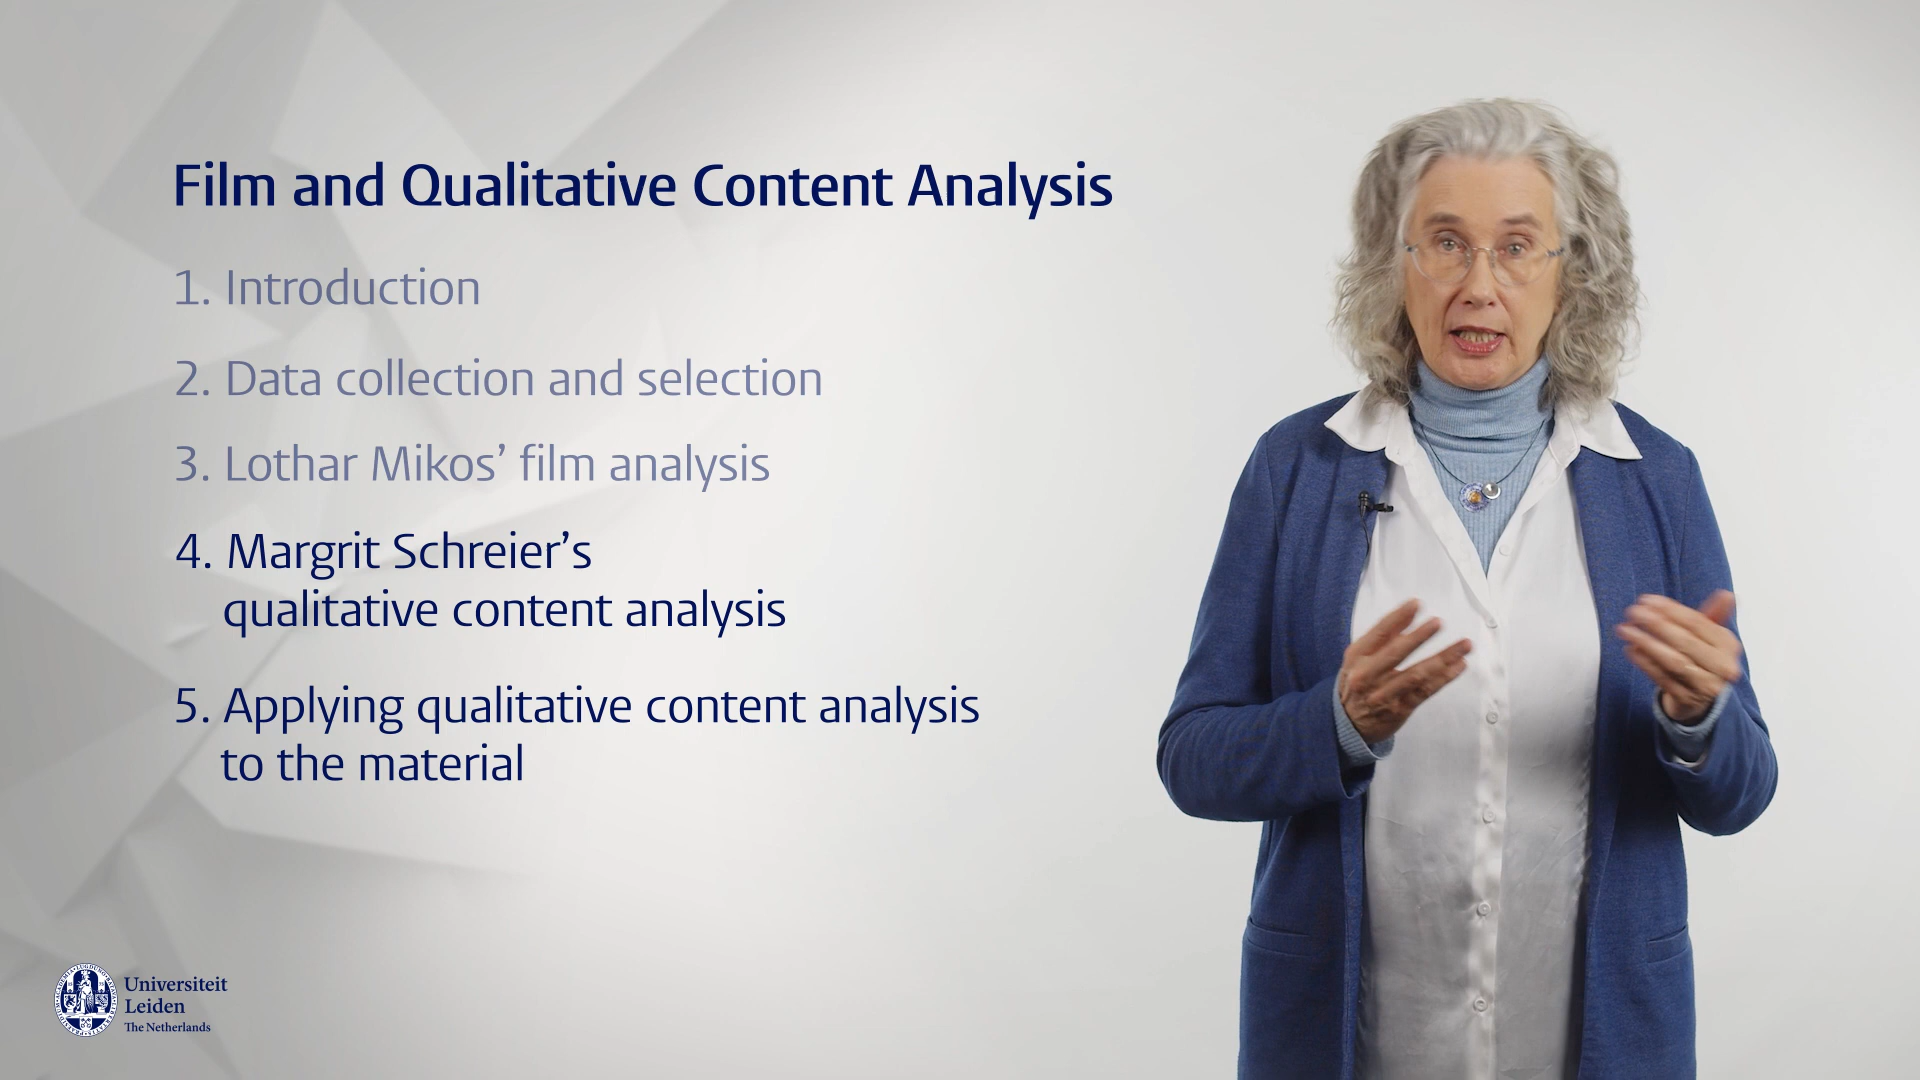 Film and Qualitative Content Analysis
1. Introduction
2. Data collection and selection
3. Lothar Mikos’ film analysis
4. Margrit Schreier’s
qualitative content analysis
5. Applying qualitative content analysis
to the material
Universiteit
Leiden
The Netherlands